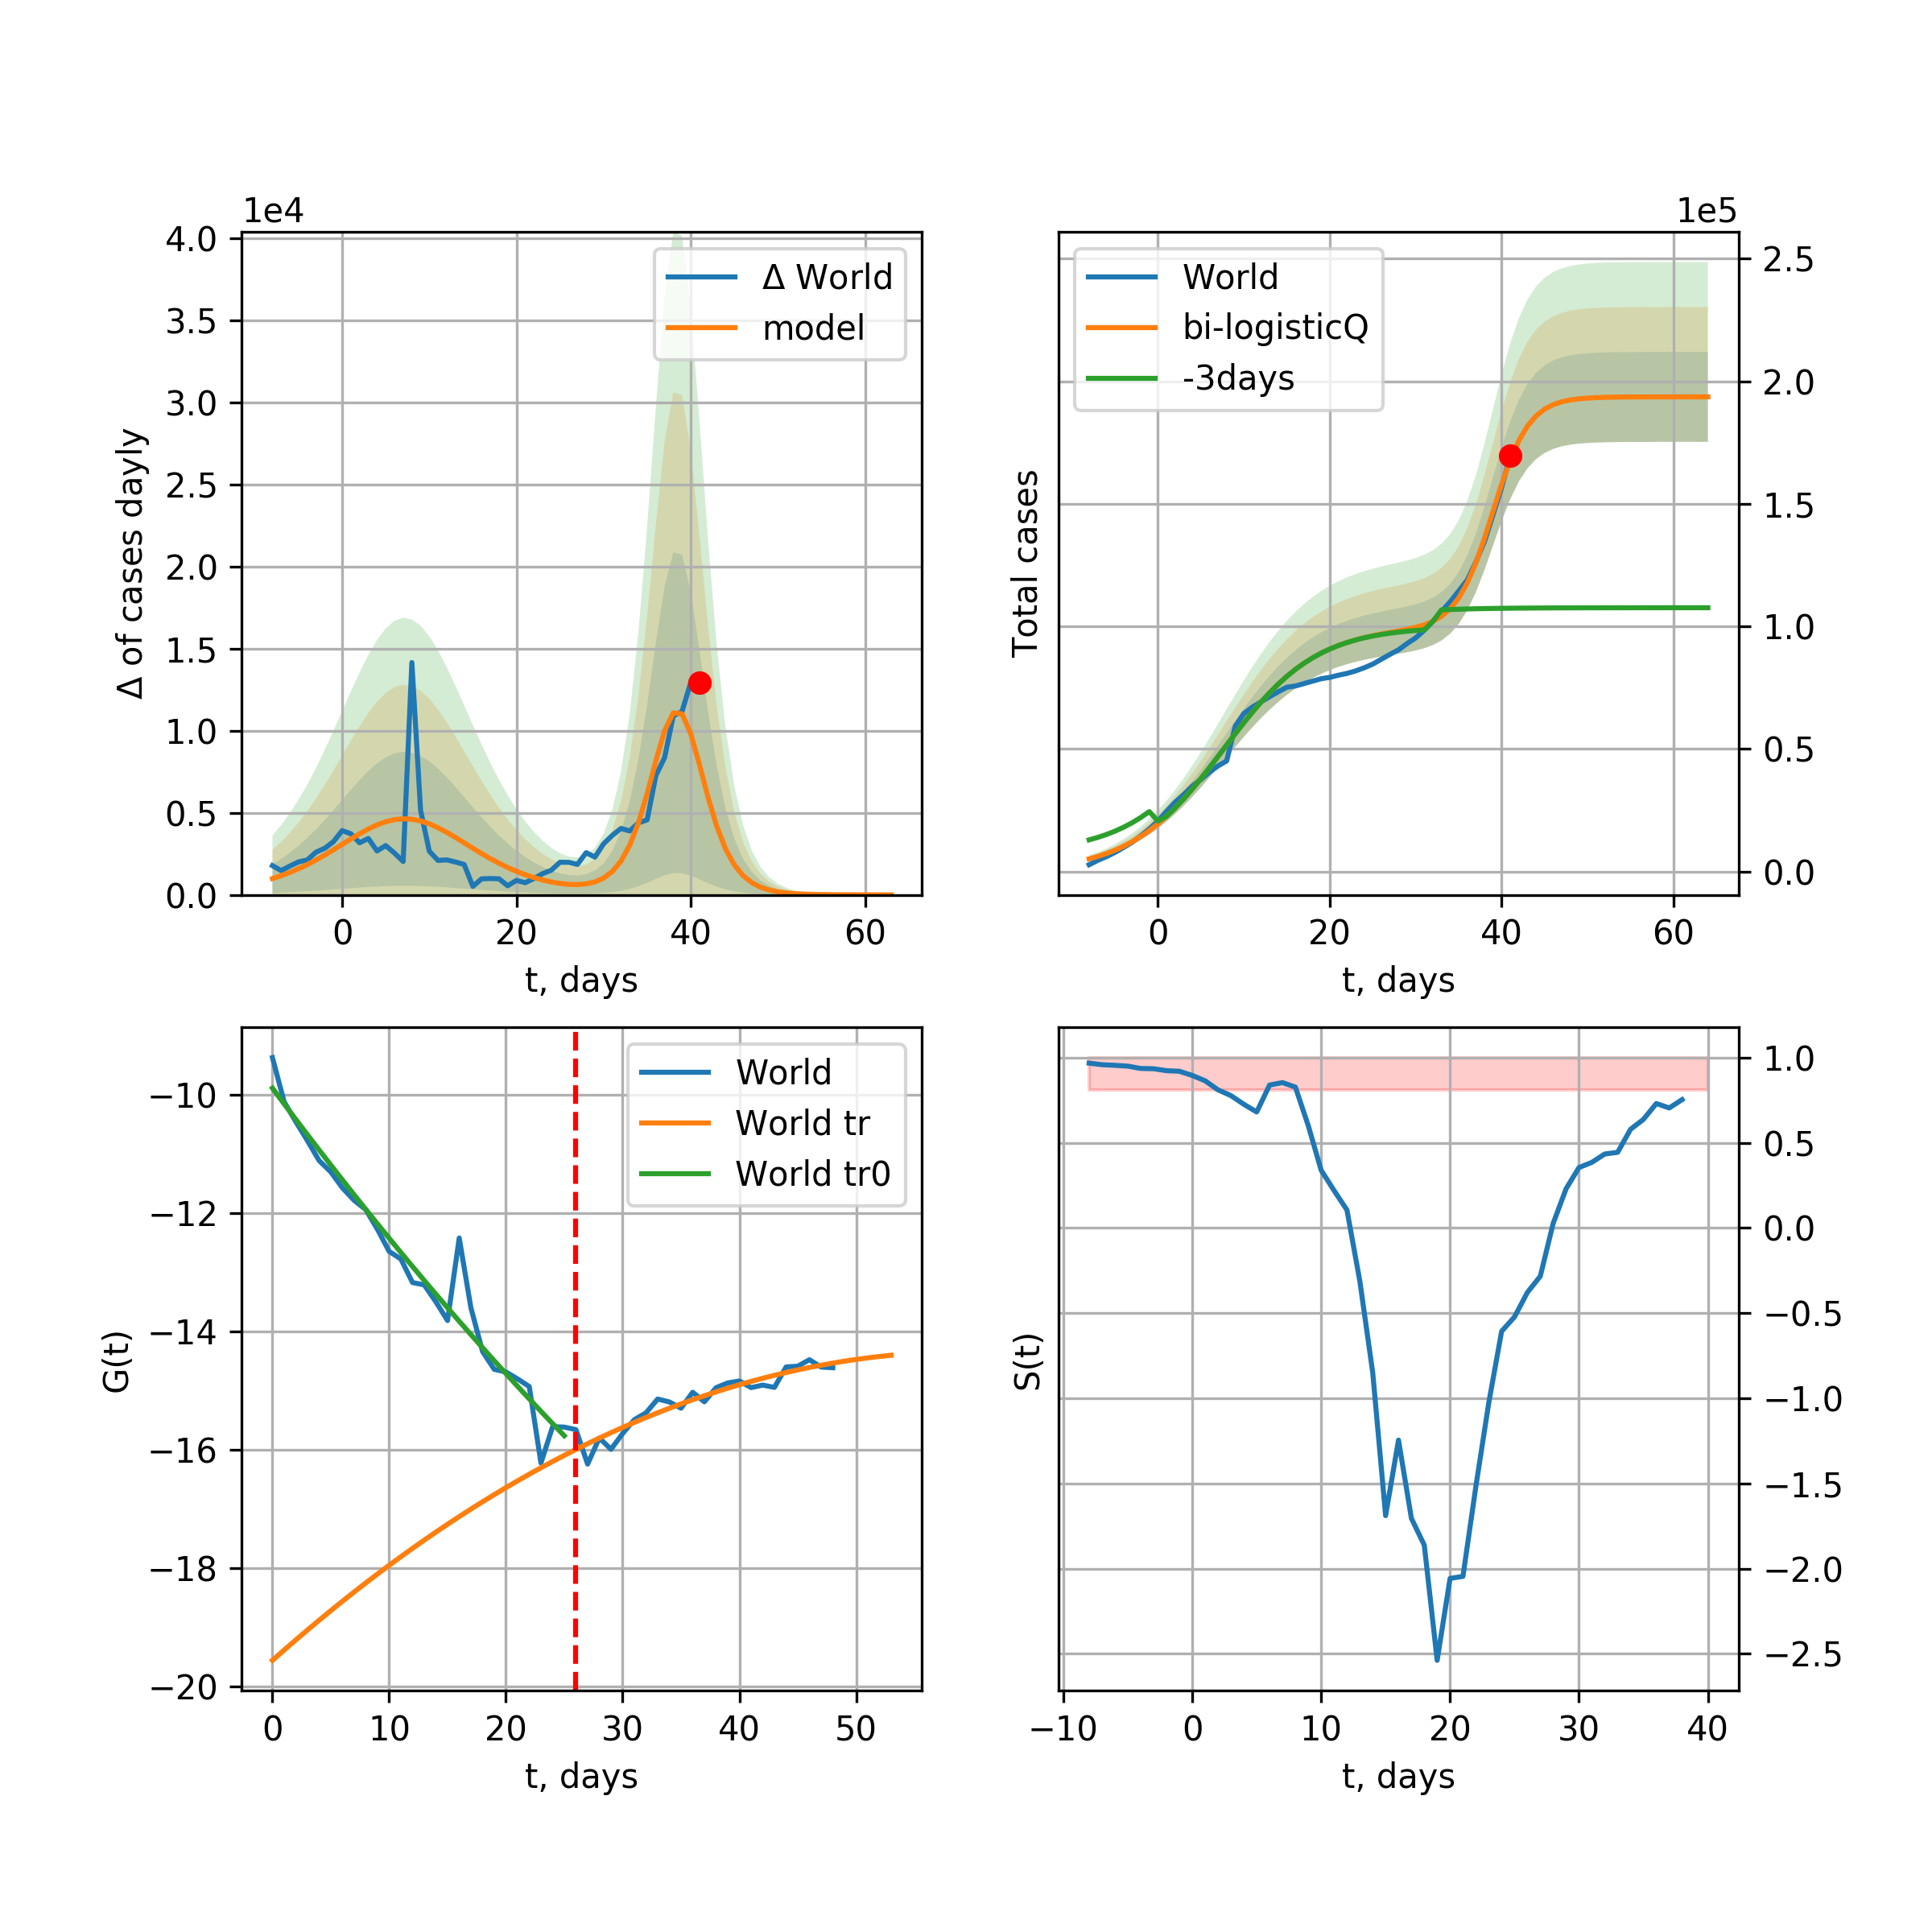 1e4
4.0
3.5
3.0
2.5
2.0
1.5
1.0
0.5
0.0
Δ of cases dayly
Δ World
model
0 20 40 60
t, days
1e5
2.5
2.0
1.5
1.0
0.5
0.0
Total cases
World
bi-logisticQ
-3days
0 20 40 60
t, days
−10
−12
−14
−16
−18
−20
G(t)
World
World tr
World tr0
0 10 20 30 40 50
t, days
1.0
0.5
0.0
−0.5
−1.0
−1.5
−2.0
−2.5
S(t)
−10 0 10 20 30 40
t, days